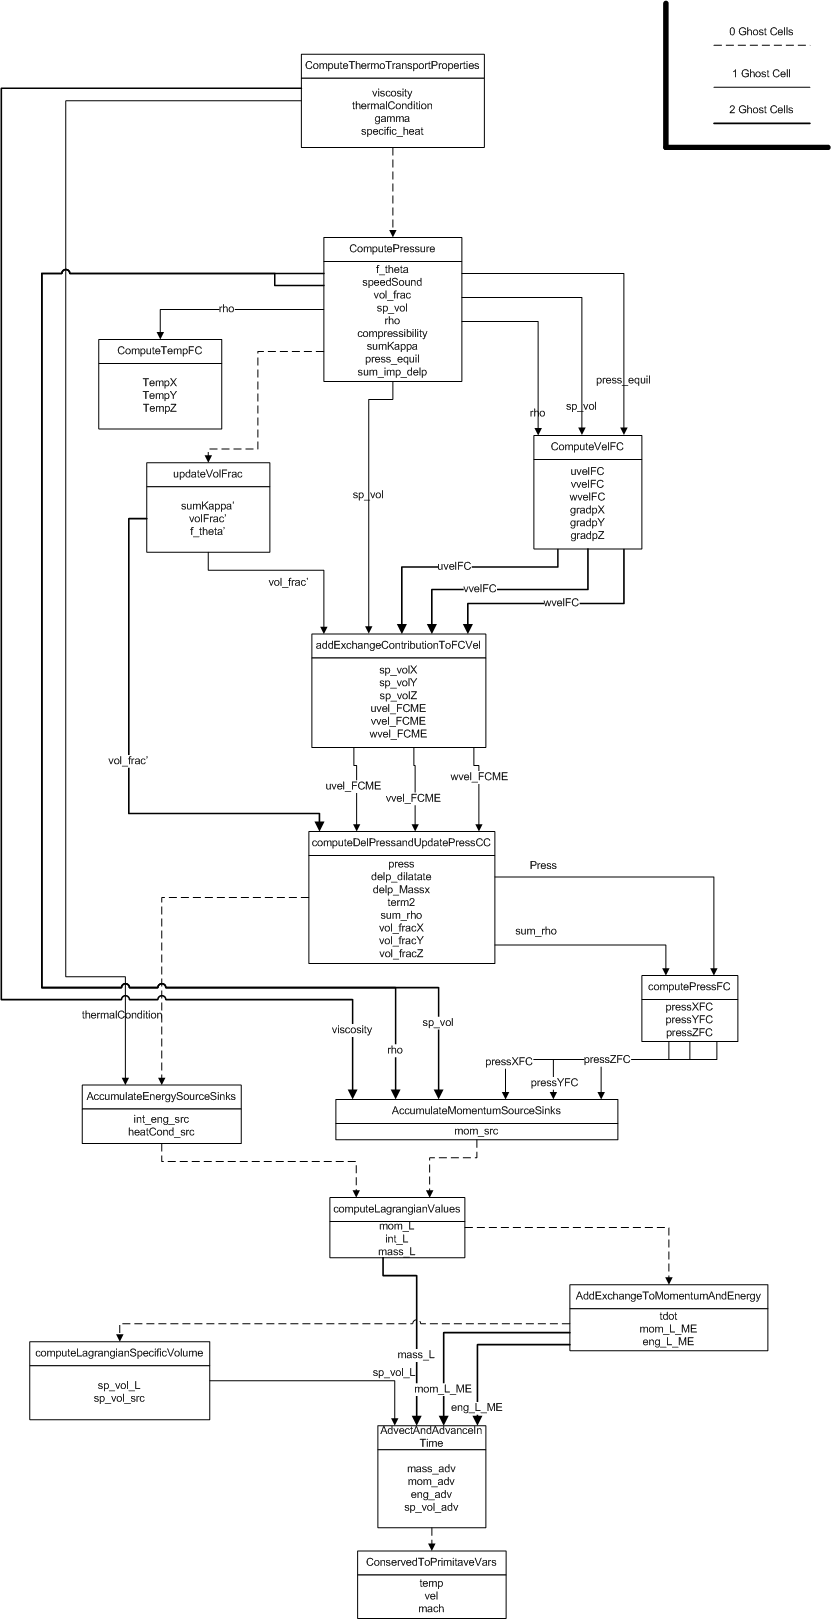 0 Ghost Cells
1 Ghost Cell
2 Ghost Cells
ComputeThermoTransportProperties
viscosity
thermalCondition
gamma
specific_heat
ComputePressure
f_theta
speedSound
vol_frac
sp_vol
rho
compressibility
sumKappa
press_equil
sum_imp_delp
rho
ComputeTempFC
TempX
TempY
TempZ
press_equil
sp_vol
rho
ComputeVelFC
uvelFC
vvelFC
wvelFC
gradpX
gradpY
gradpZ
updateVolFrac
sumKappa'
volFrac'
f_theta'
sp_vol
uvelFC
vvelFC
wvelFC
vol_frac'
addExchangeContributionToFCVel
sp_volX
sp_volY
sp_volZ
uvel_FCME
vvel_FCME
wvel_FCME
vol_frac'
uvel_FCME
vvel_FCME
wvel_FCME
computeDelPressandUpdatePressCC
press
delp_dilatate
delp_Massx
term2
sum_rho
vol_fracX
vol_fracY
vol_fracZ
Press
sum_rho
computePressFC
pressXFC
pressYFC
pressZFC
thermalCondition
viscosity
rho
sp_vol
pressXFC
pressYFC
pressZFC
AccumulateEnergySourceSinks
int_eng_src
heatCond_src
AccumulateMomentumSourceSinks
mom_src
computeLagrangianValues
mom_L
int_L
mass_L
AddExchangeToMomentumAndEnergy
tdot
mom_L_ME
eng_L_ME
computeLagrangianSpecificVolume
sp_vol_L
sp_vol_src
mass_L
sp_vol_L
mom_L_ME
eng_L_ME
AdvectAndAdvanceIn
Time
mass_adv
mom_adv
eng_adv
sp_vol_adv
ConservedToPrimitaveVars
temp
vel
mach